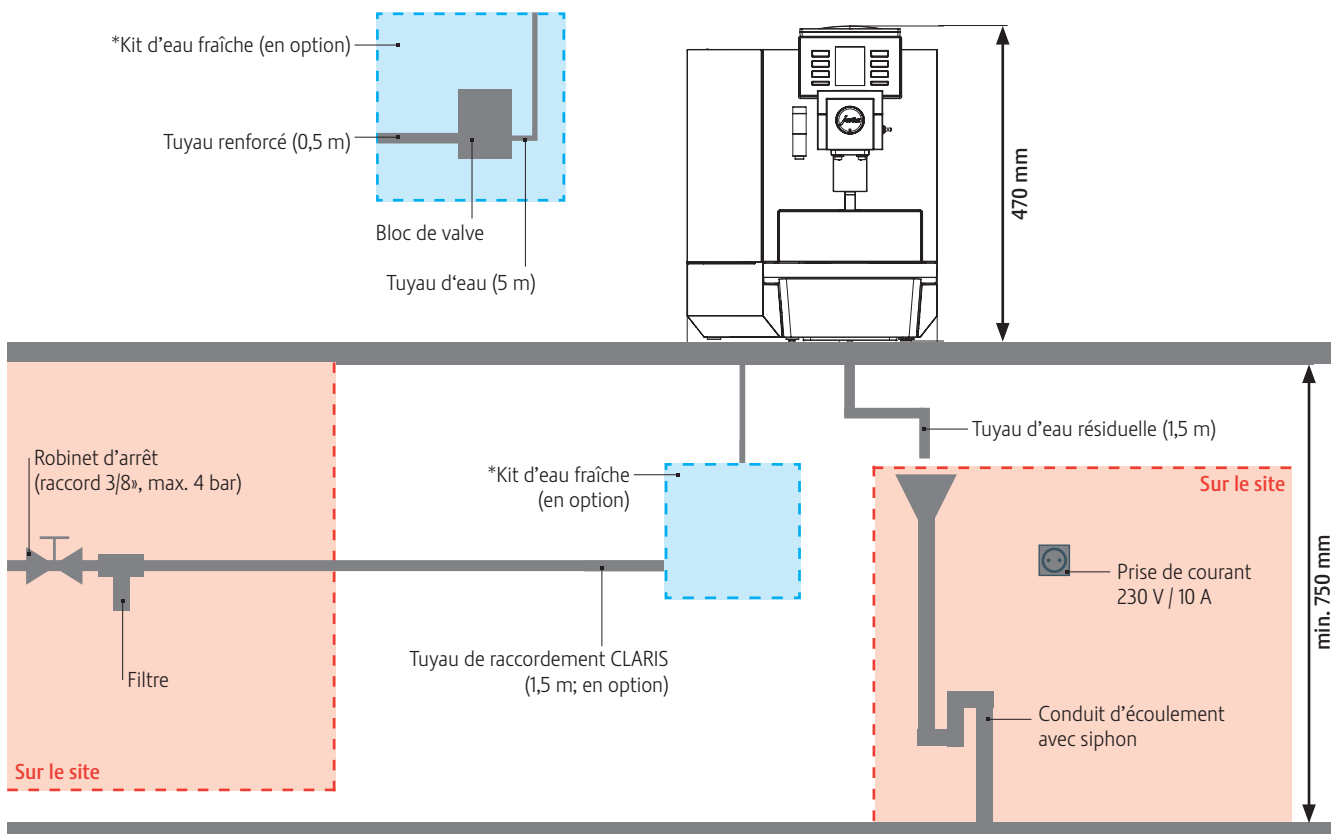 *Kit d’eau fraîche (en option)
Tuyau renforcé (0,5 m)
Bloc de valve
Tuyau d‘eau (5 m)
jura
470 mm
Robinet d’arrêt
(raccord 3/8», max. 4 bar)
Filtre
Sur le site
*Kit d’eau fraîche
(en option)
Tuyau de raccordement CLARIS
(1,5 m; en option)
Tuyau d’eau résiduelle (1,5 m)
Sur le site
Prise de courant
230 V / 10 A
Conduit d’écoulement
avec siphon
min. 750 mm